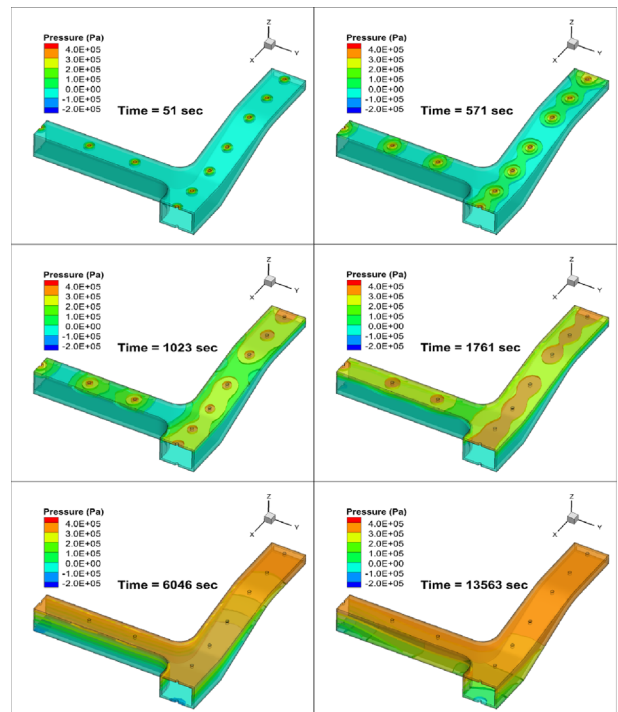 Pressure (Pa)
4.0E+05
3.0E+05
2.0E+05
1.0E+05
0.0E+00
-1.0E+05
-2.0E+05
Time = 51 sec
Z
X
Y
Pressure (Pa)
4.0E+05
3.0E+05
2.0E+05
1.0E+05
0.0E+00
-1.0E+05
-2.0E+05
Time = 571 sec
Z
X
Y
Pressure (Pa)
4.0E+05
3.0E+05
2.0E+05
1.0E+05
0.0E+00
-1.0E+05
-2.0E+05
Time = 1023 sec
Z
X
Y
Pressure (Pa)
4.0E+05
3.0E+05
2.0E+05
1.0E+05
0.0E+00
-1.0E+05
-2.0E+05
Time = 1761 sec
Z
X
Y
Pressure (Pa)
4.0E+05
3.0E+05
2.0E+05
1.0E+05
0.0E+00
-1.0E+05
-2.0E+05
Time = 6046 sec
Z
X
Y
Pressure (Pa)
4.0E+05
3.0E+05
2.0E+05
1.0E+05
0.0E+00
-1.0E+05
-2.0E+05
Time = 13563 sec
Z
X
Y